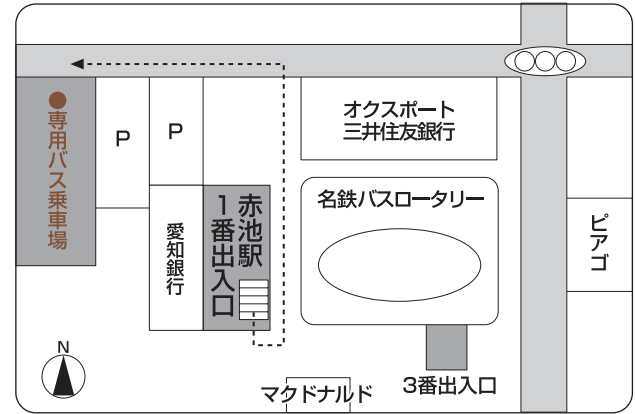 ●専用バス乗車場
P
P
オクスポート
三井住友銀行
愛知銀行
赤池駅
1番出入口
名鉄バスロータリー
ピアゴ
N
マクドナルド
3番出入口